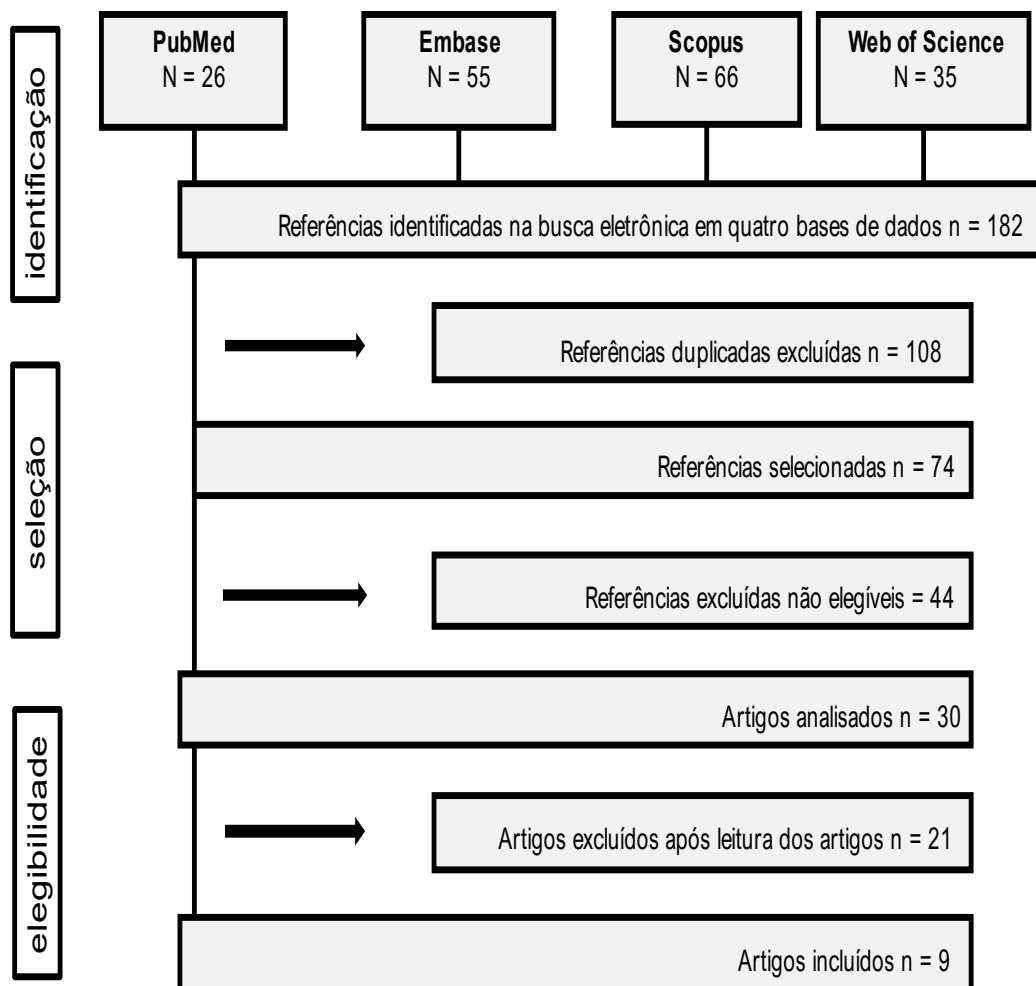 identificação
PubMed
N = 26
Embase
N = 55
Scopus
N = 66
Web of Science
N = 35
Referências identificadas na busca eletrônica em quatro bases de dados n = 182
Referências duplicadas excluídas n = 108
seleção
Referências selecionadas n = 74
Referências excluídas não elegíveis = 44
elegibilidade
Artigos analisados n = 30
Artigos excluídos após leitura dos artigos n = 21
Artigos incluídos n = 9